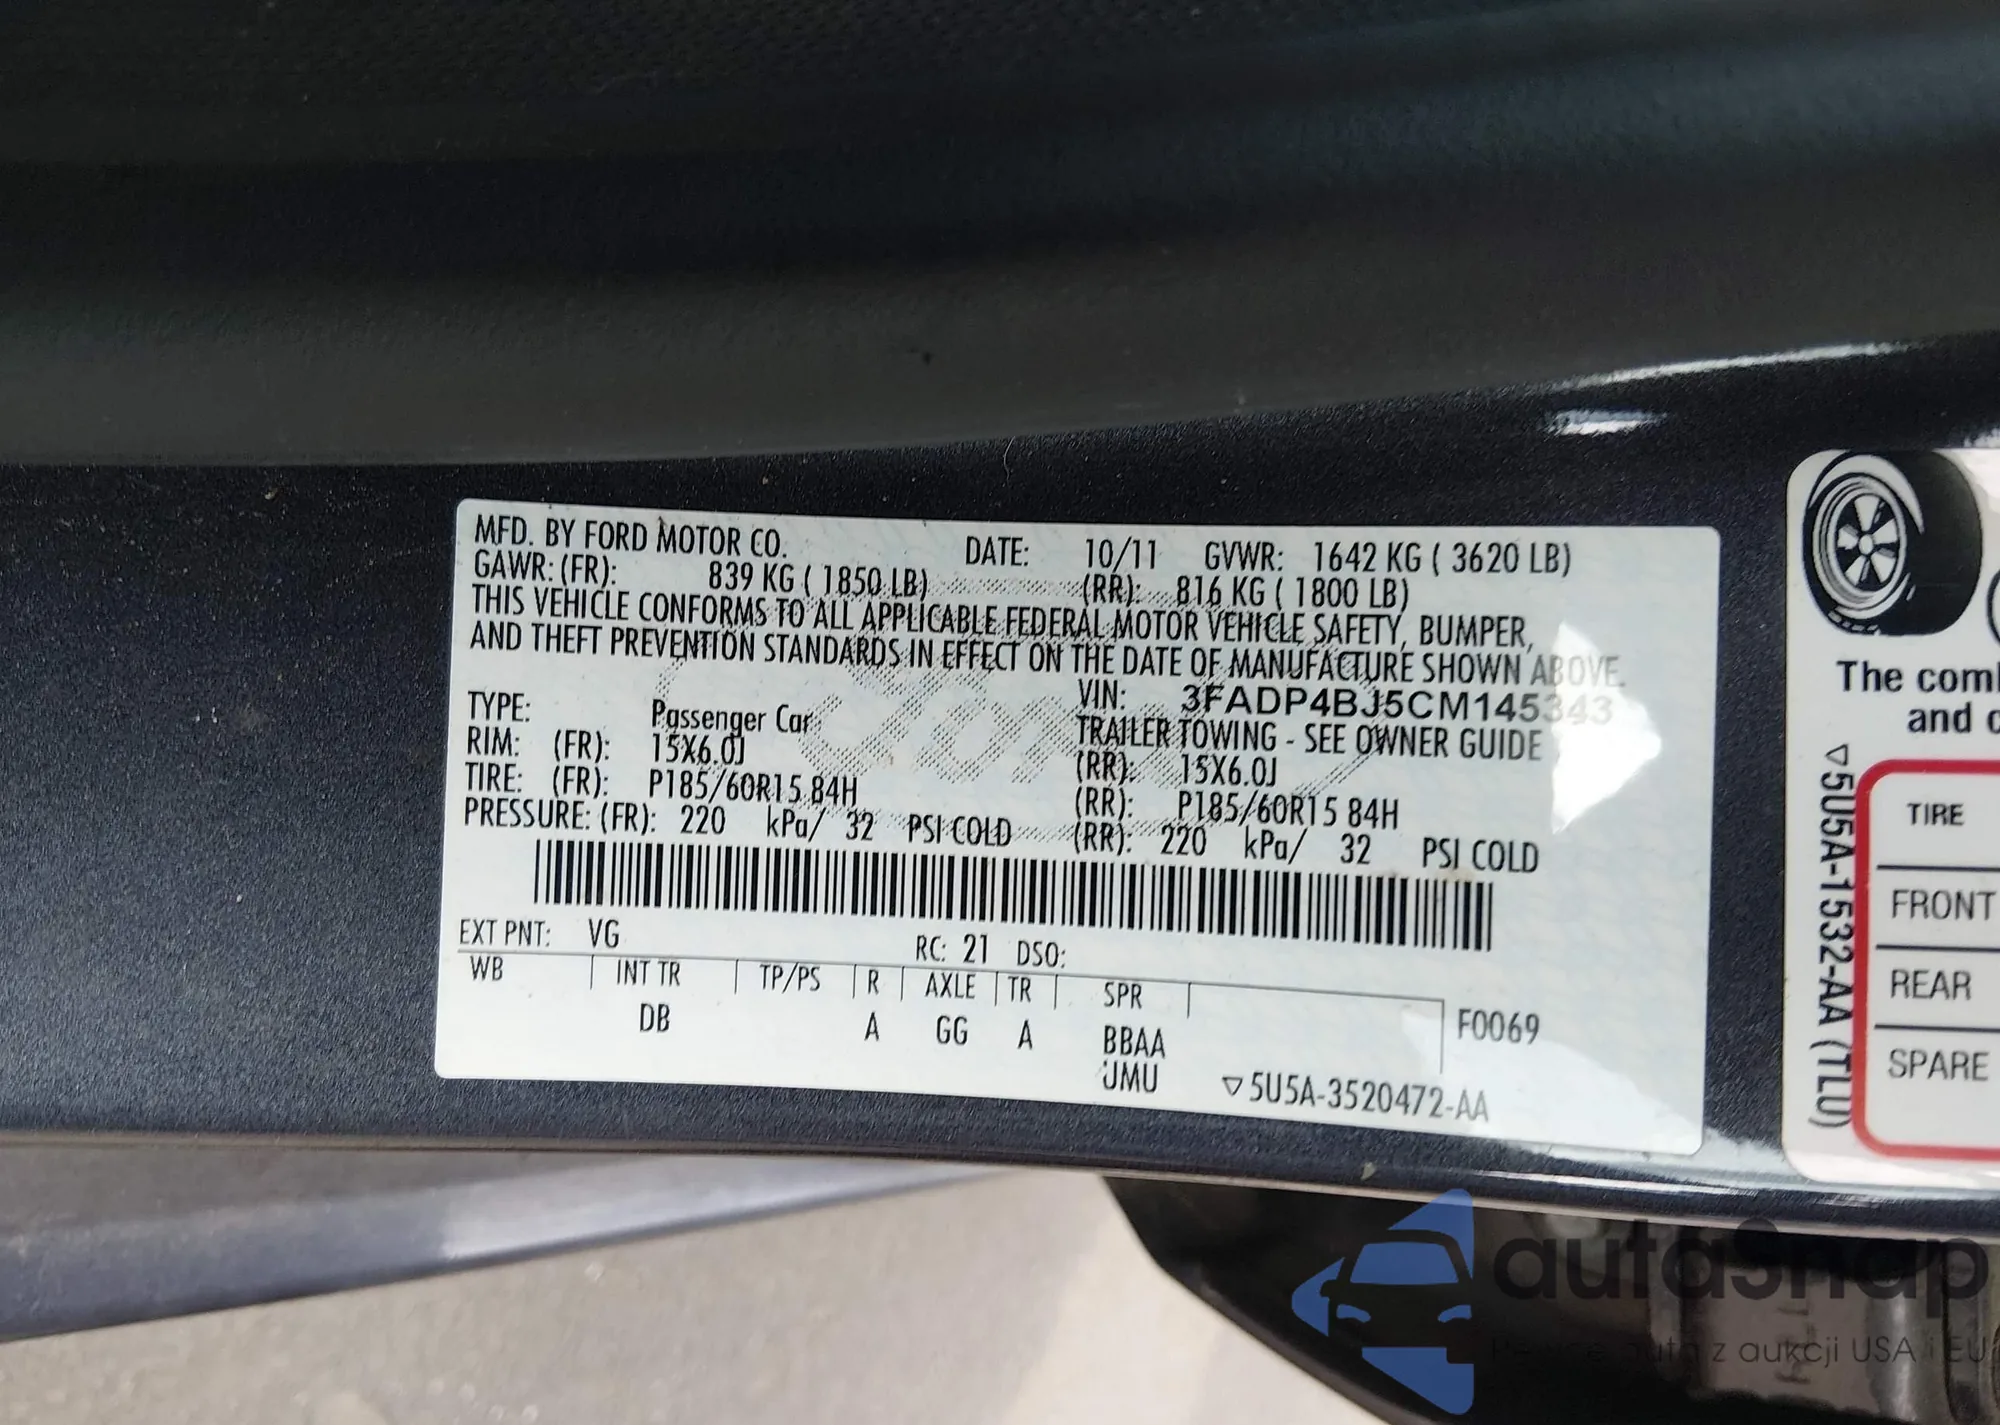 MFD. BY FORD MOTOR CO. DATE: 10/11 GVWR: 1642 KG ( 3620 LB)
GAWR: (FR): 839 KG ( 1850 LB) (RR): 816 KG ( 1800 LB)
THIS VEHICLE CONFORMS TO ALL APPLICABLE FEDERAL MOTOR VEHICLE SAFETY, BUMPER,
AND THEFT PREVENTION STANDARDS IN EFFECT ON THE DATE OF MANUFACTURE SHOWN ABOVE.
VIN: 3FADP4BJ5CM145343
TYPE: Passenger Car TRAILER TOWING - SEE OWNER GUIDE
RIM: (FR): 15X6.0J (RR): 15X6.0J
TIRE: (FR): P185/60R15 84H (RR): P185/60R15 84H
PRESSURE: (FR): 220 kPa/ 32 PSI COLD (RR): 220 kPa/ 32 PSI COLD
EXT PNT: VG RC: 21 DSO:
WB INT TR TP/PS R AXLE TR SPR
DB A GG A BBAA F0069
UMU ▽5U5A-3520472-AA
The com
and
▽5U5A-1532-AA (TLU)
TIRE
FRONT
REAR
SPARE
autasnap
auta z aukcji USA i EU